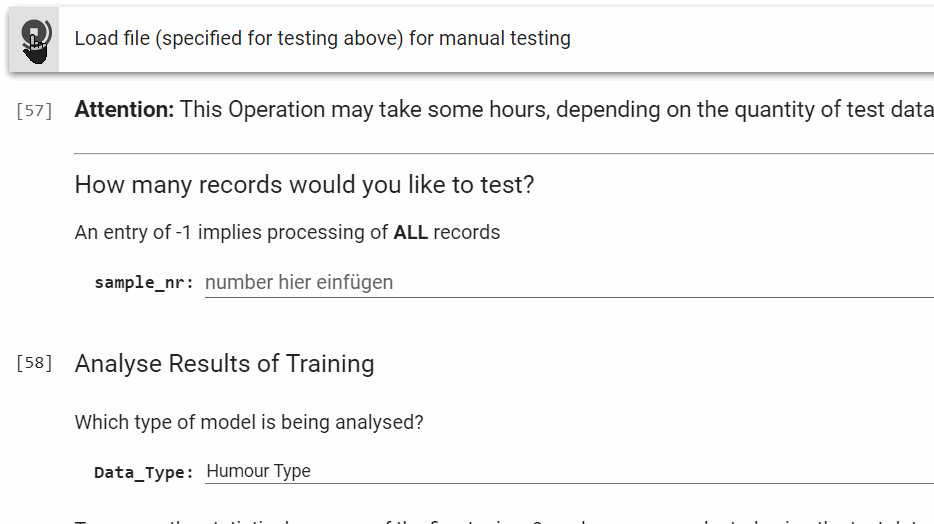 Load file (specified for testing above) for manual testing
[57] Attention: This Operation may take some hours, depending on the quantity of test data
How many records would you like to test?
An entry of -1 implies processing of ALL records
sample_nr: number hier einfügen
[58] Analyse Results of Training
Which type of model is being analysed?
Data_Type: Humour Type